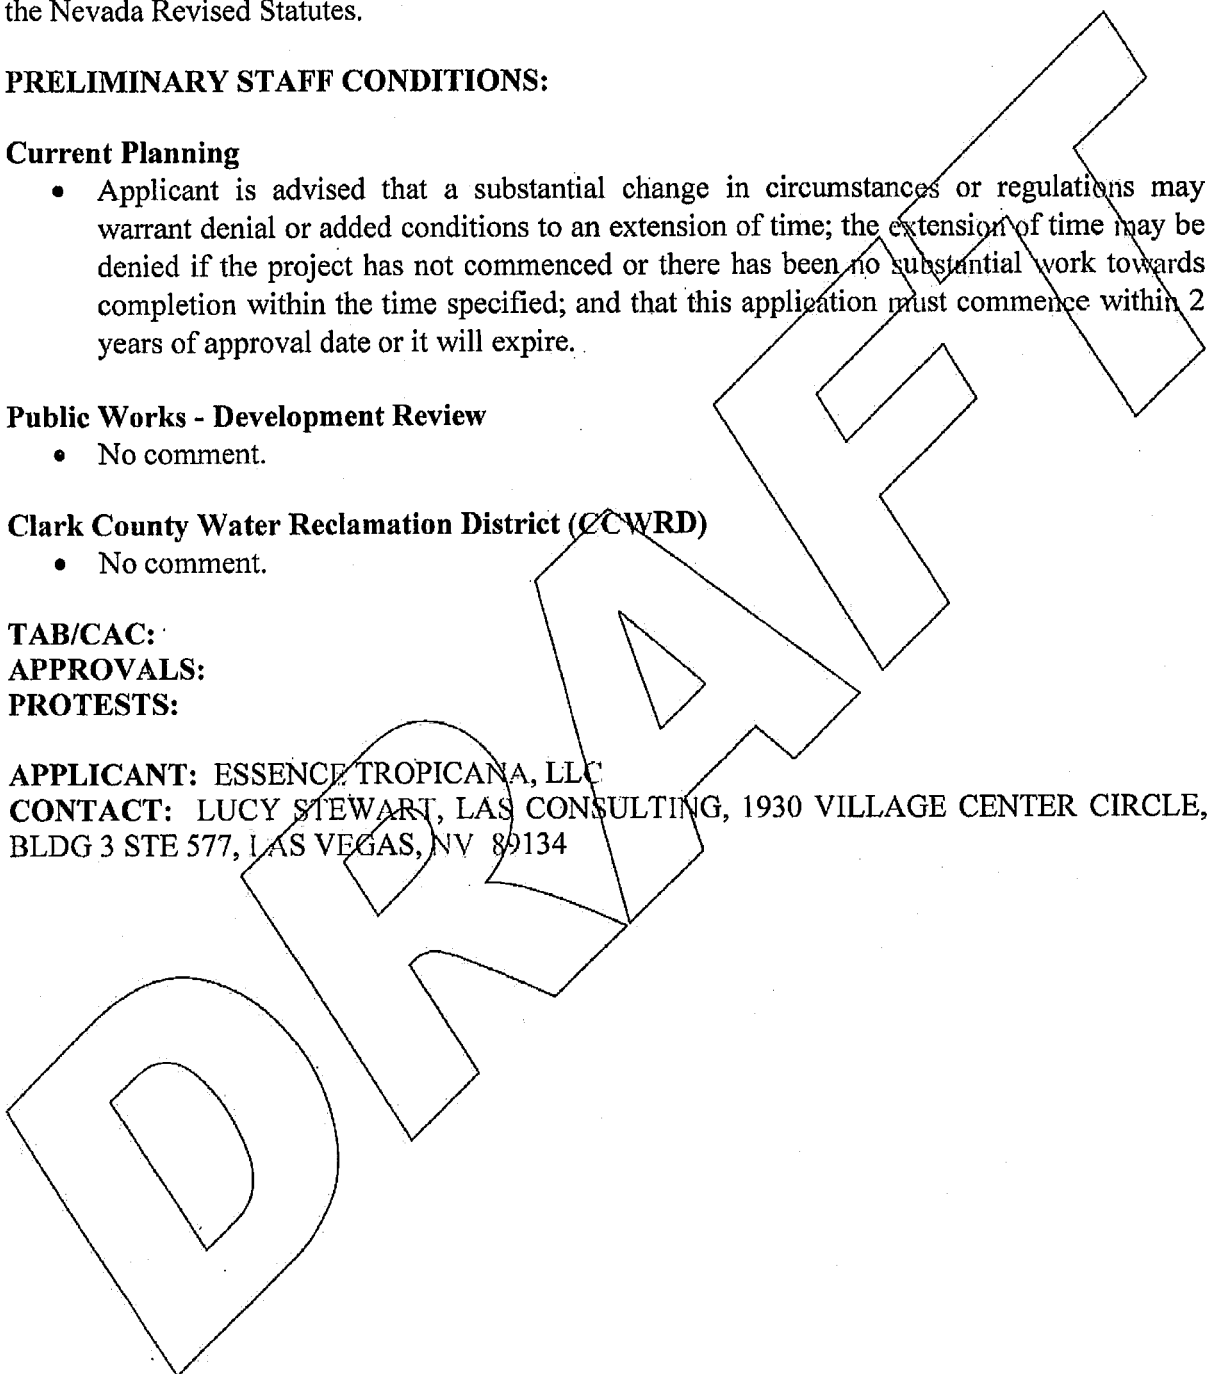 the Nevada Revised Statutes.
PRELIMINARY STAFF CONDITIONS:
Current Planning
• Applicant is advised that a substantial change in circumstances or regulations may
warrant denial or added conditions to an extension of time; the extension of time may be
denied if the project has not commenced or there has been no substantial work towards
completion within the time specified; and that this application must commence within 2
years of approval date or it will expire.
Public Works - Development Review
• No comment.
Clark County Water Reclamation District (CCWRD)
• No comment.
TAB/CAC:
APPROVALS:
PROTESTS:
APPLICANT: ESSENCE TROPICANA, LLC
CONTACT: LUCY STEWART, LAS CONSULTING, 1930 VILLAGE CENTER CIRCLE,
BLDG 3 STE 577, LAS VEGAS, NV 89134
DRAFT